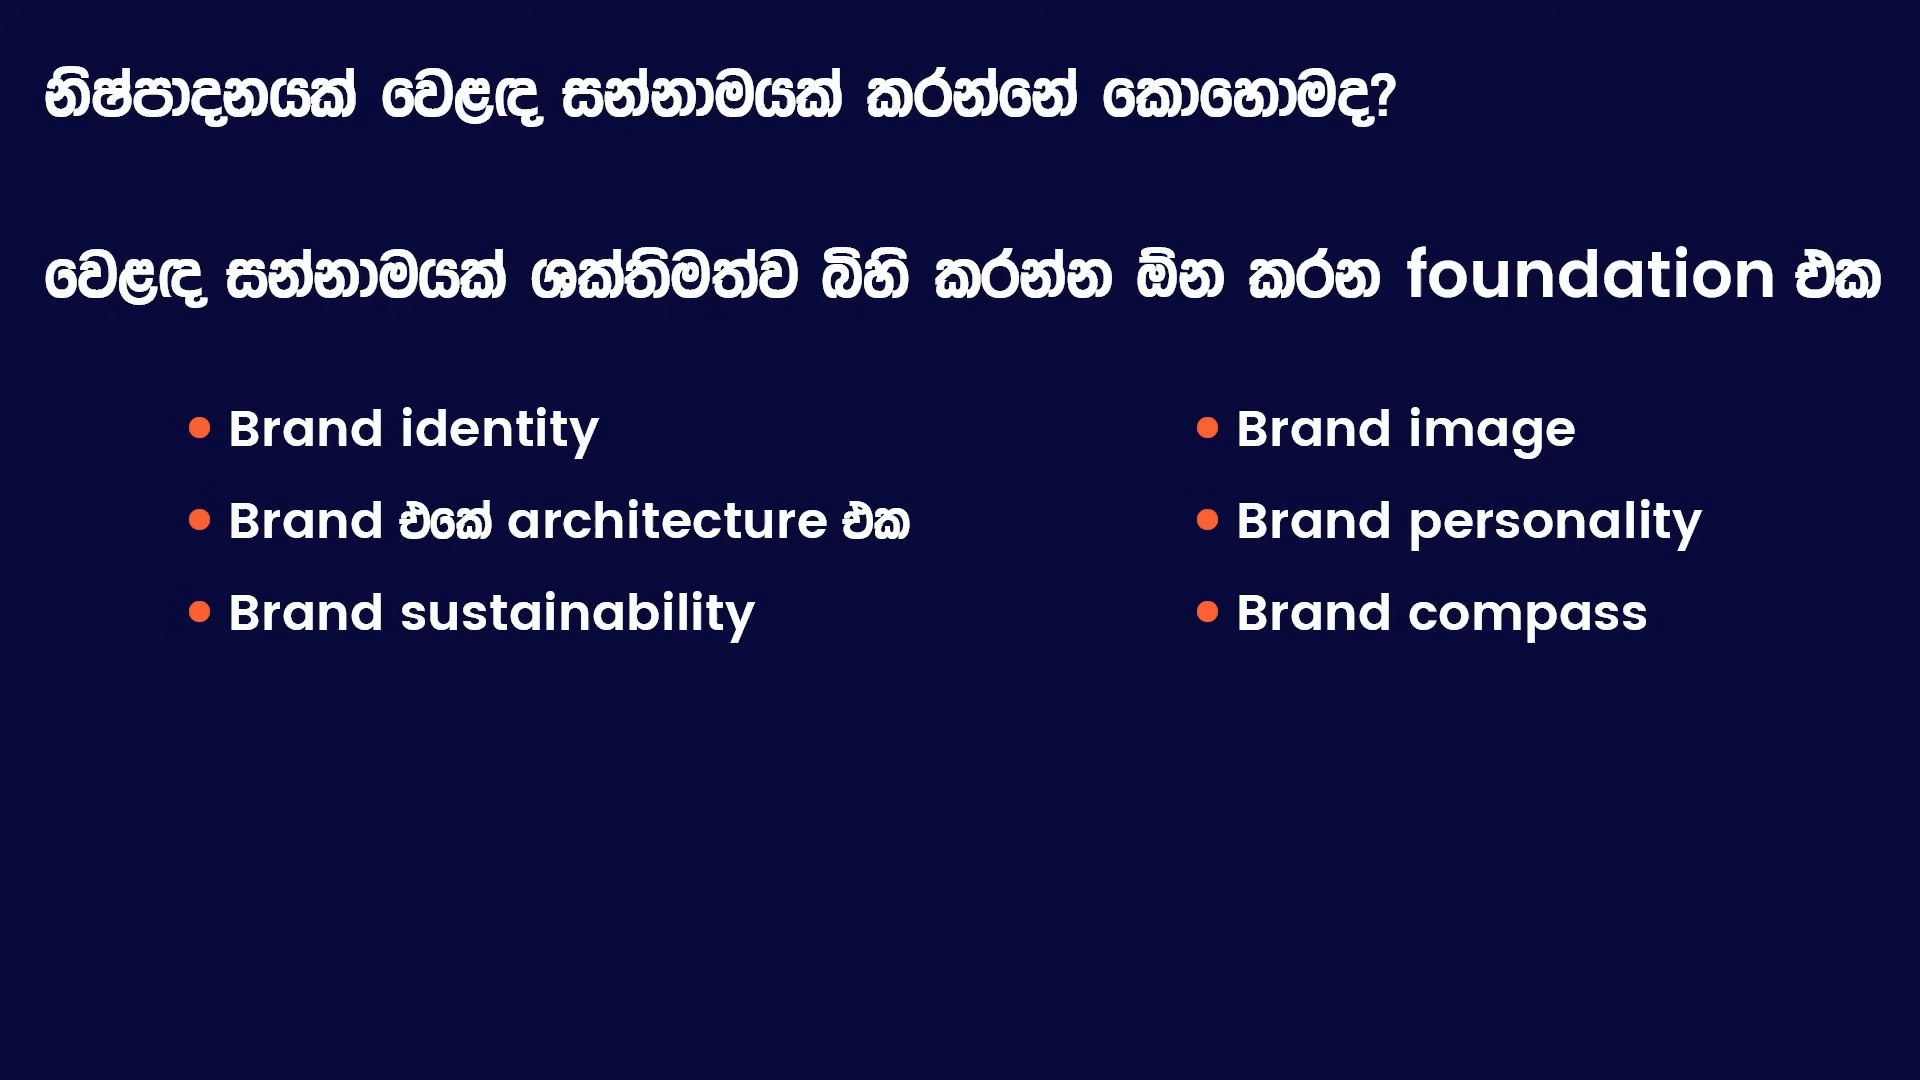 නිෂ්පාදනයක් වෙළඳ සන්නාමයක් කරන්නේ කොහොමද?
වෙළඳ සන්නාමයක් ශක්තිමත්ව බිහි කරන්න ඕන කරන foundation එක
Brand identity
Brand එකේ architecture එක
Brand sustainability
Brand image
Brand personality
Brand compass